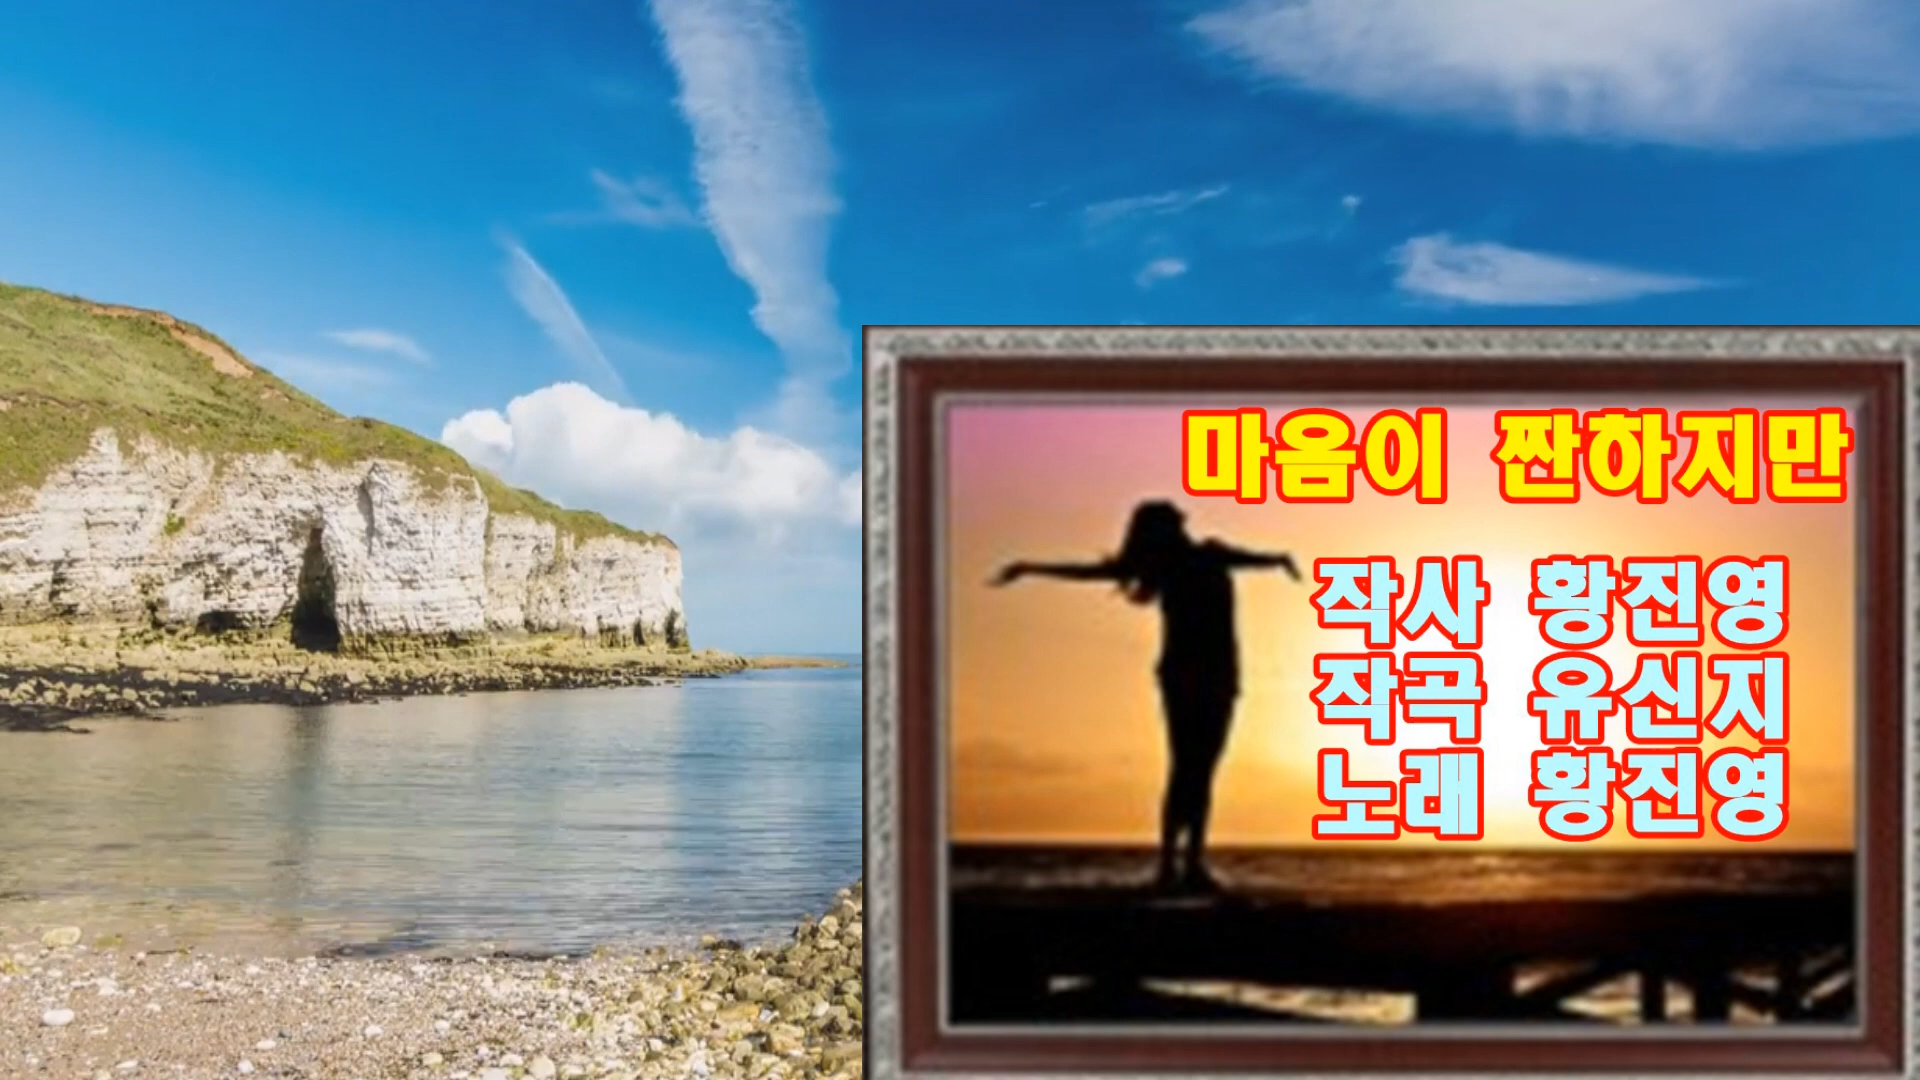 마음이 짠하지만
작사 황진영
작곡 유신지
노래 황진영